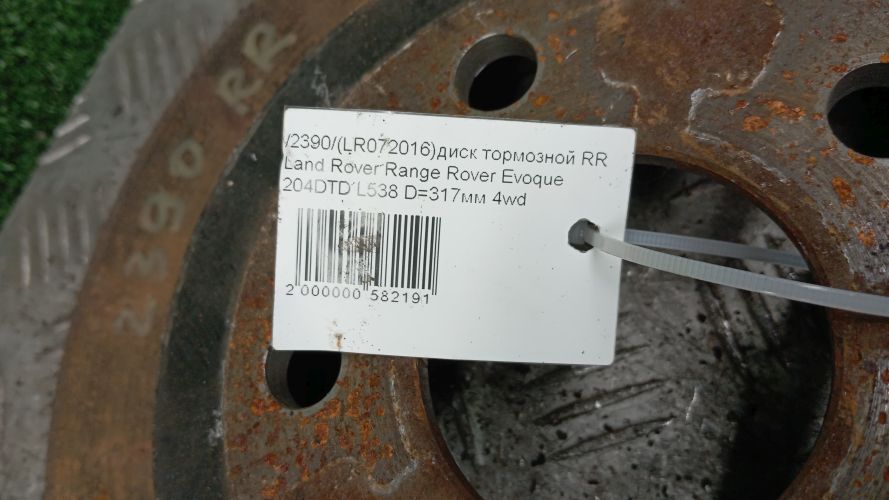 2390 RR
/2390/(LR072016)диск тормозной RR
Land Rover Range Rover Evoque
204DTD L538 D=317мм 4wd
2 000000 582191